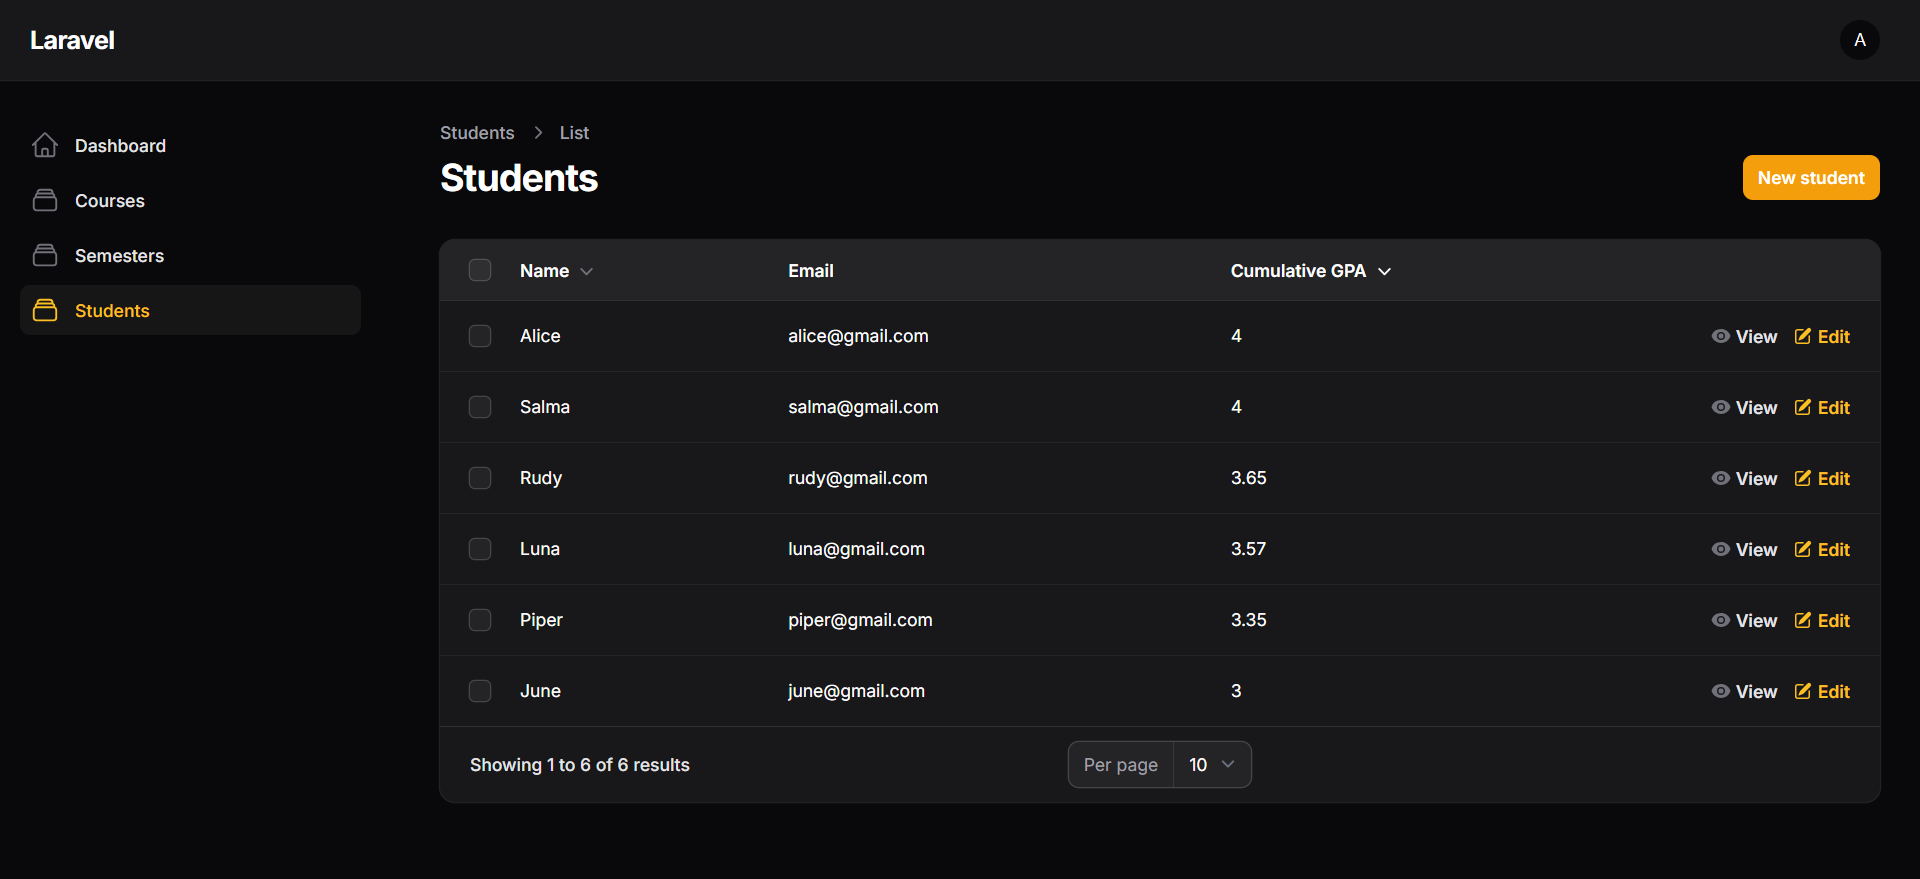 Laravel
A
Dashboard
Courses
Semesters
Students
Students > List
Students
New student
Name Email Cumulative GPA
Alice alice@gmail.com 4 View Edit
Salma salma@gmail.com 4 View Edit
Rudy rudy@gmail.com 3.65 View Edit
Luna luna@gmail.com 3.57 View Edit
Piper piper@gmail.com 3.35 View Edit
June june@gmail.com 3 View Edit
Showing 1 to 6 of 6 results Per page 10